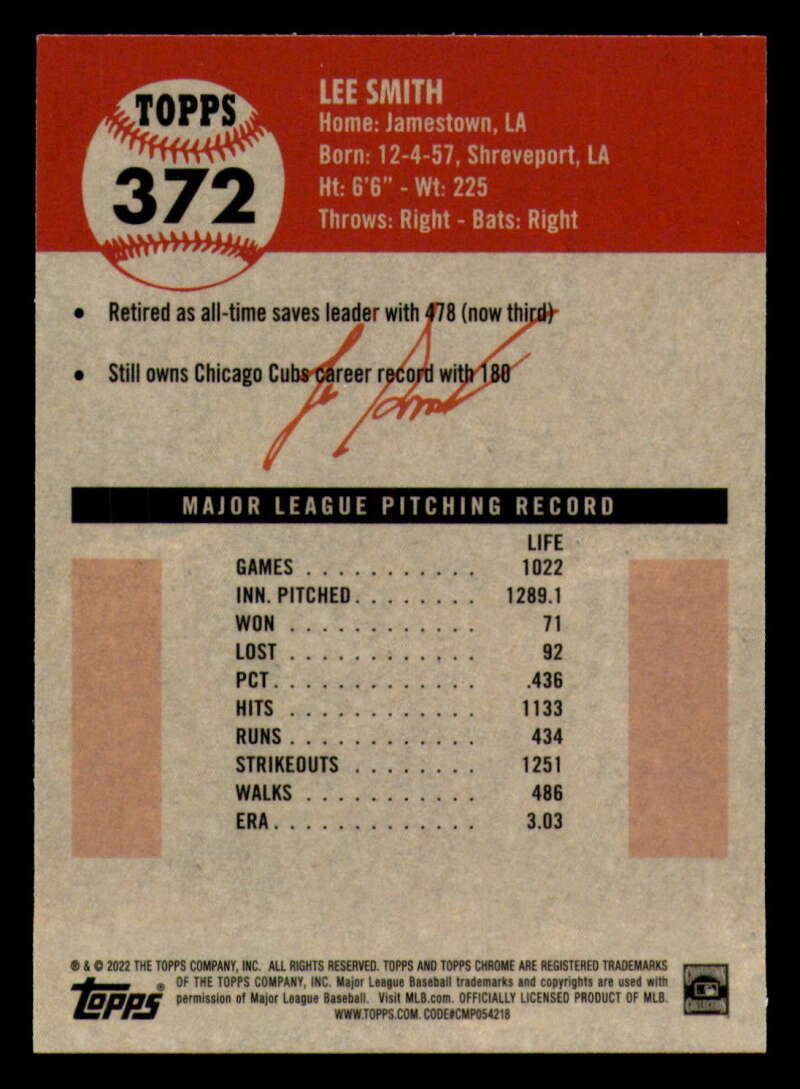 TOPPS
372
LEE SMITH
Home: Jamestown, LA
Born: 12-4-57, Shreveport, LA
Ht: 6'6" - Wt: 225
Throws: Right - Bats: Right
• Retired as all-time saves leader with 478 (now third)
• Still owns Chicago Cubs career record with 180
Lee Smith
MAJOR LEAGUE PITCHING RECORD
LIFE
GAMES . . . . . . . . . . . 1022
INN. PITCHED. . . . . . . . 1289.1
WON . . . . . . . . . . . . 71
LOST . . . . . . . . . . . . 92
PCT. . . . . . . . . . . . . .436
HITS . . . . . . . . . . . . 1133
RUNS . . . . . . . . . . . . 434
STRIKEOUTS . . . . . . . . 1251
WALKS . . . . . . . . . . . 486
ERA. . . . . . . . . . . . . 3.03
® & © 2022 THE TOPPS COMPANY, INC. ALL RIGHTS RESERVED. TOPPS AND TOPPS CHROME ARE REGISTERED TRADEMARKS
OF THE TOPPS COMPANY, INC. Major League Baseball trademarks and copyrights are used with
permission of Major League Baseball. Visit MLB.com. OFFICIALLY LICENSED PRODUCT OF MLB.
WWW.TOPPS.COM. CODE#CMP054218
Topps®
COOPERSTOWN
COLLECTION